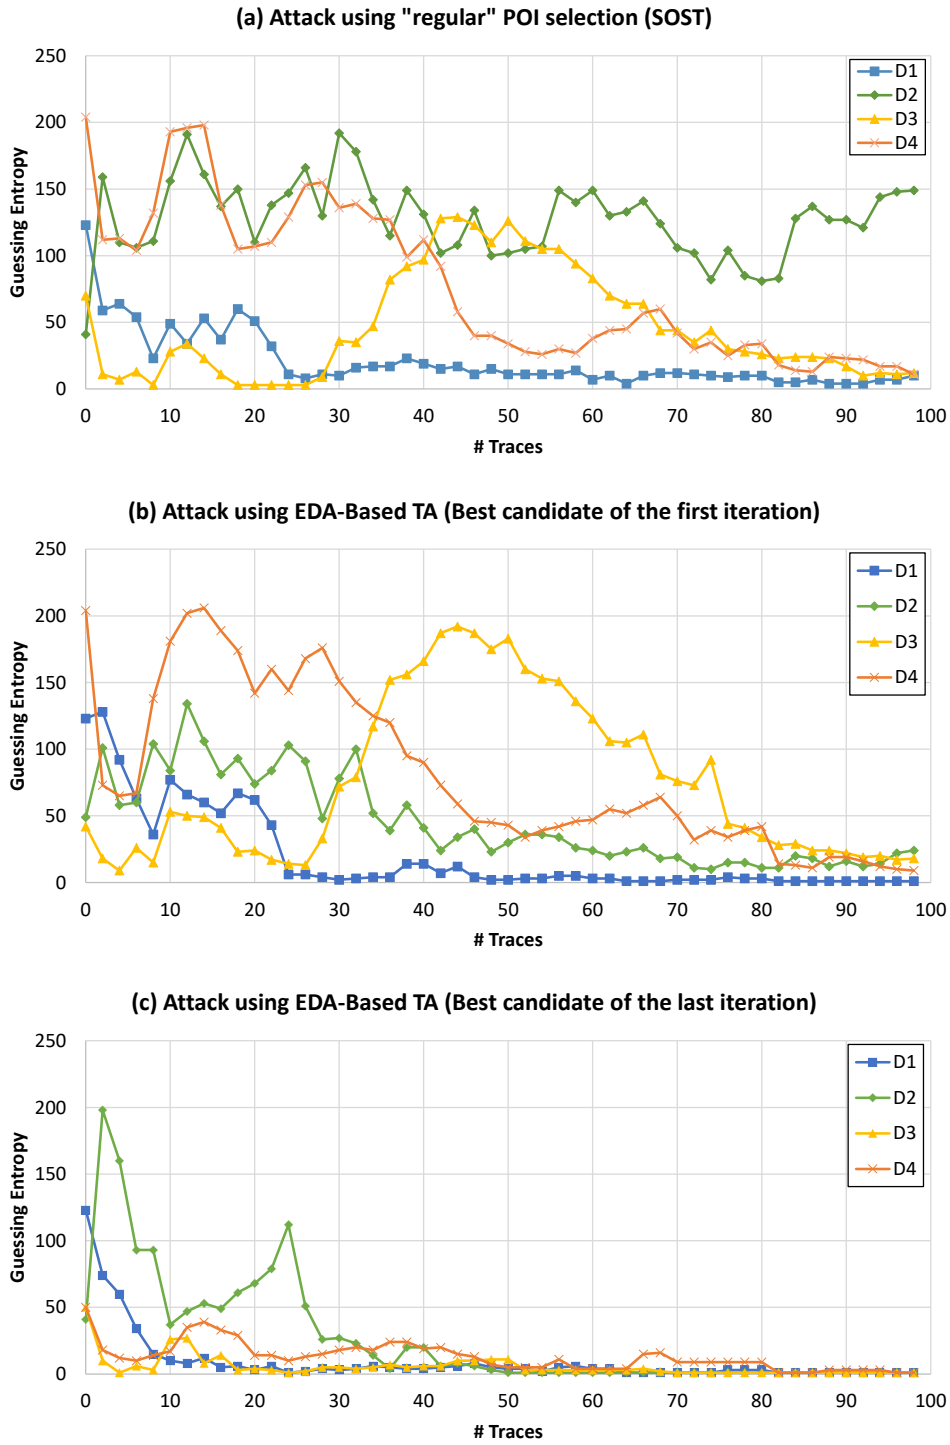 (a) Attack using "regular" POI selection (SOST)
250
200
150
100
50
0
Guessing Entropy
D1
D2
D3
D4
0 10 20 30 40 50 60 70 80 90 100
# Traces
(b) Attack using EDA-Based TA (Best candidate of the first iteration)
250
200
150
100
50
0
Guessing Entropy
D1
D2
D3
D4
0 10 20 30 40 50 60 70 80 90 100
# Traces
(c) Attack using EDA-Based TA (Best candidate of the last iteration)
250
200
150
100
50
0
Guessing Entropy
D1
D2
D3
D4
0 10 20 30 40 50 60 70 80 90 100
# Traces